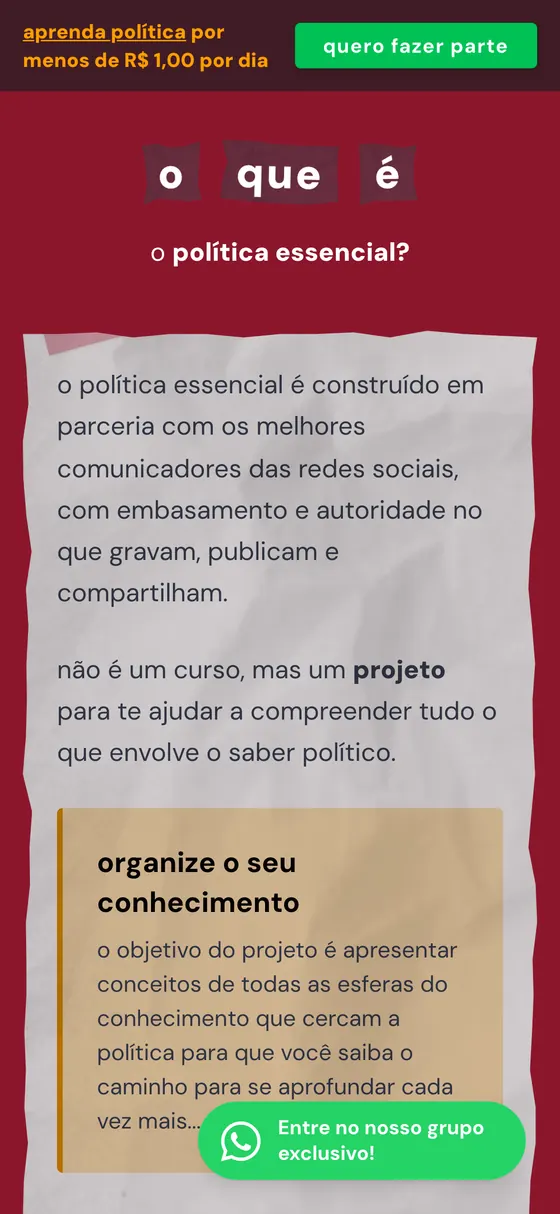 aprenda política por
menos de R$ 1,00 por dia
quero fazer parte
o que é
o política essencial?
o política essencial é construído em
parceria com os melhores
comunicadores das redes sociais,
com embasamento e autoridade no
que gravam, publicam e
compartilham.
não é um curso, mas um projeto
para te ajudar a compreender tudo o
que envolve o saber político.
organize o seu
conhecimento
o objetivo do projeto é apresentar
conceitos de todas as esferas do
conhecimento que cercam a
política para que você saiba o
caminho para se aprofundar cada
vez mais...
Entre no nosso grupo
exclusivo!